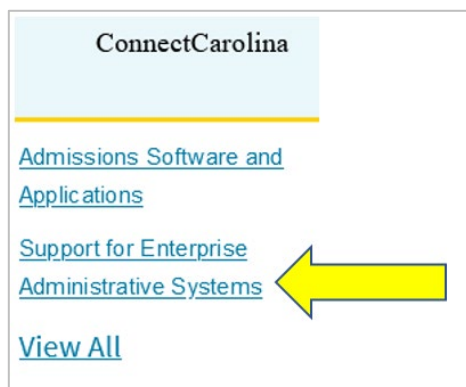 ConnectCarolina
Admissions Software and
Applications
Support for Enterprise
Administrative Systems
View All